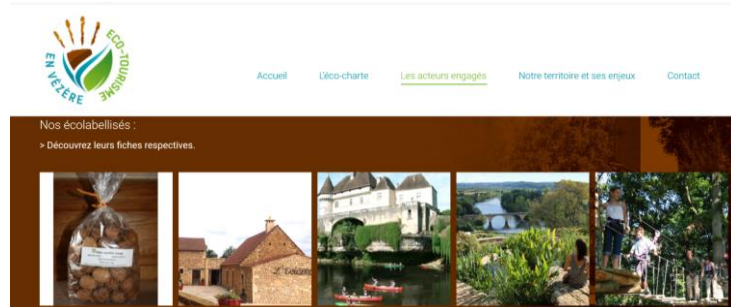 ECO-TOURISME
EN VÉZÈRE
Accueil
L'éco-charte
Les acteurs engagés
Notre territoire et ses enjeux
Contact
Nos écolabellisés :
> Découvrez leurs fiches respectives.